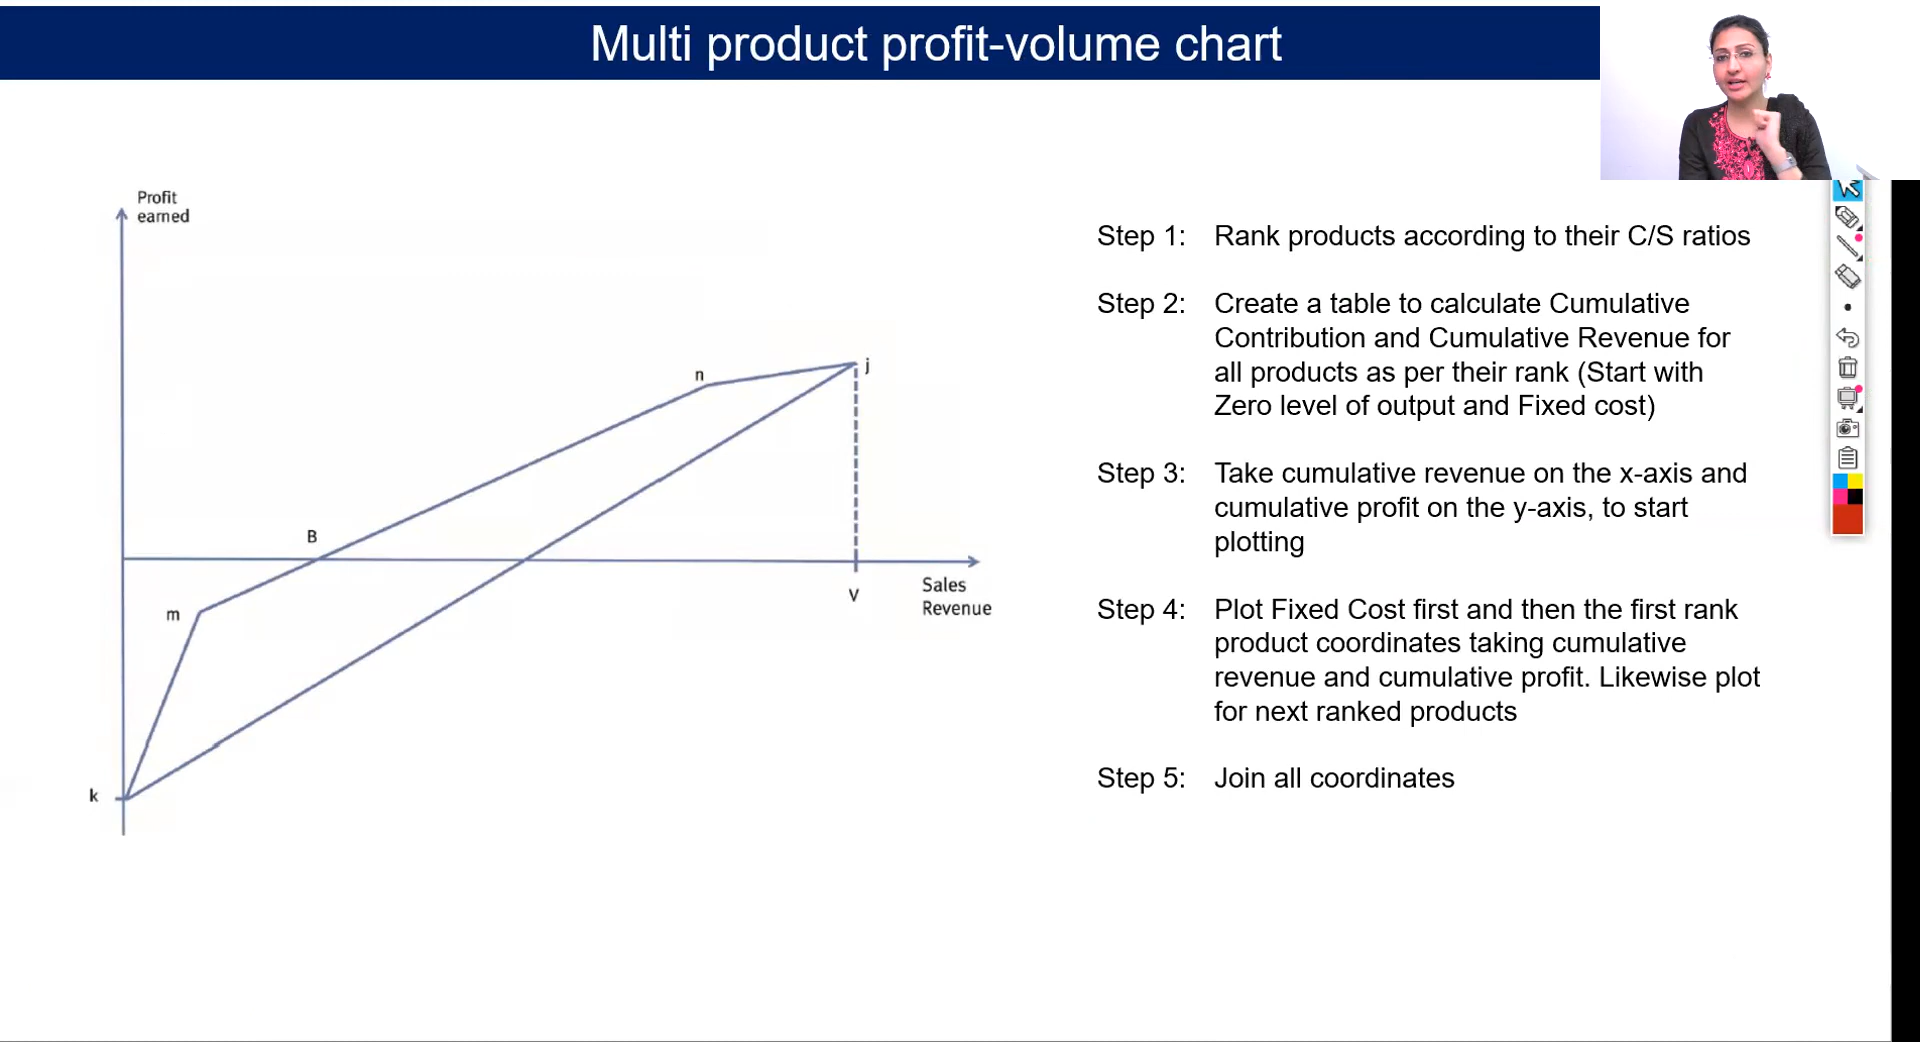 Multi product profit-volume chart
Profit
earned
n
j
B
m
k
V
Sales
Revenue
Step 1: Rank products according to their C/S ratios
Step 2: Create a table to calculate Cumulative
Contribution and Cumulative Revenue for
all products as per their rank (Start with
Zero level of output and Fixed cost)
Step 3: Take cumulative revenue on the x-axis and
cumulative profit on the y-axis, to start
plotting
Step 4: Plot Fixed Cost first and then the first rank
product coordinates taking cumulative
revenue and cumulative profit. Likewise plot
for next ranked products
Step 5: Join all coordinates